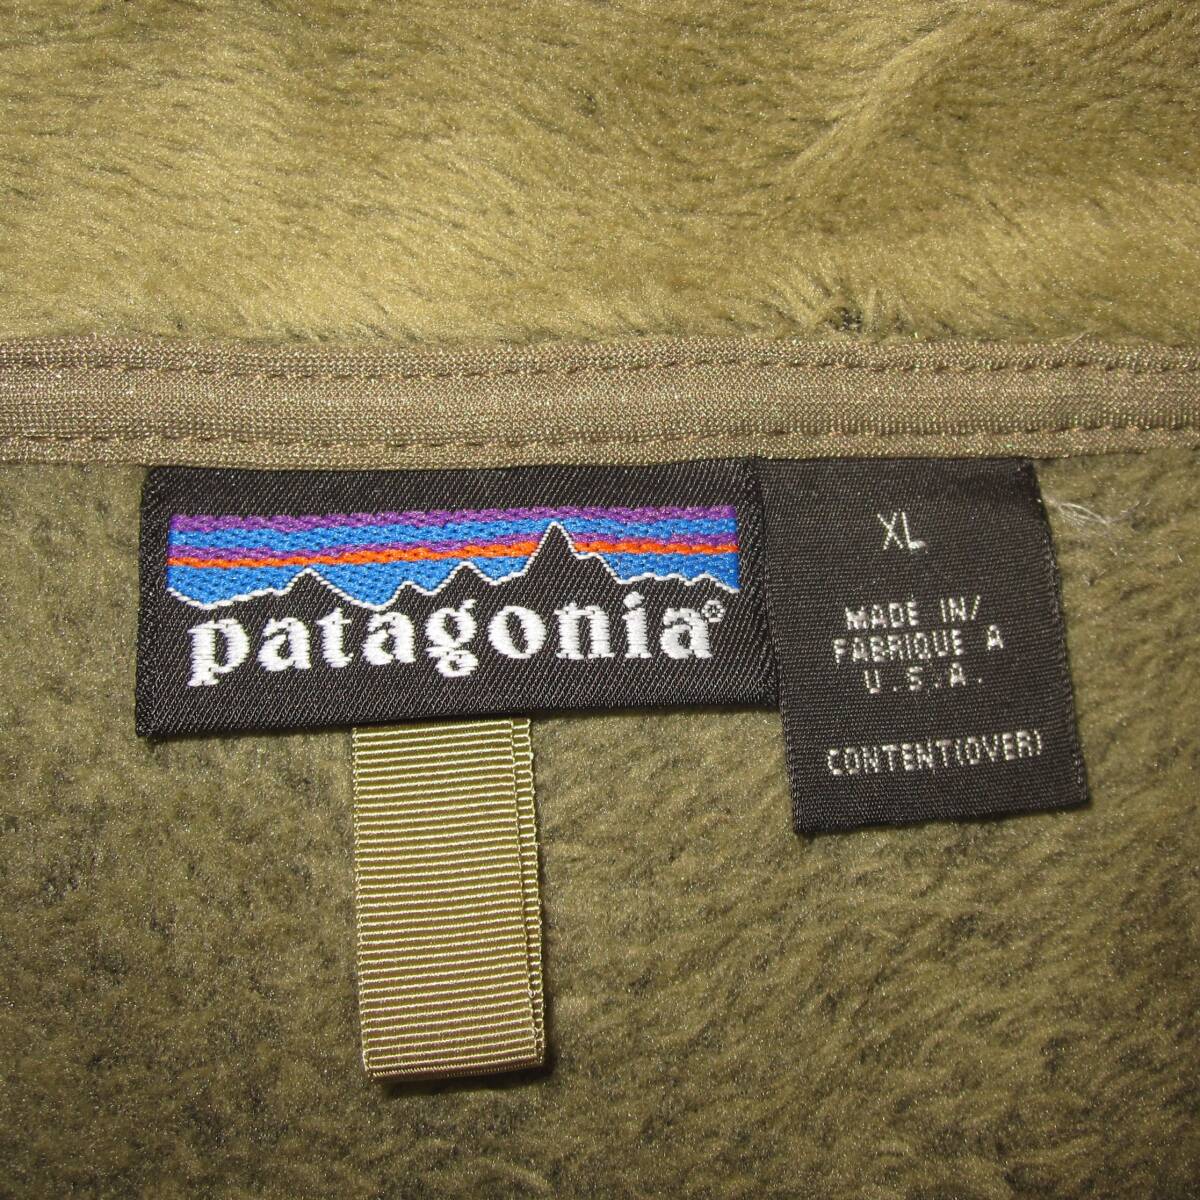 patagonia®
XL
MADE IN/
FABRIQUE A
U.S.A.
CONTENT(OVER)